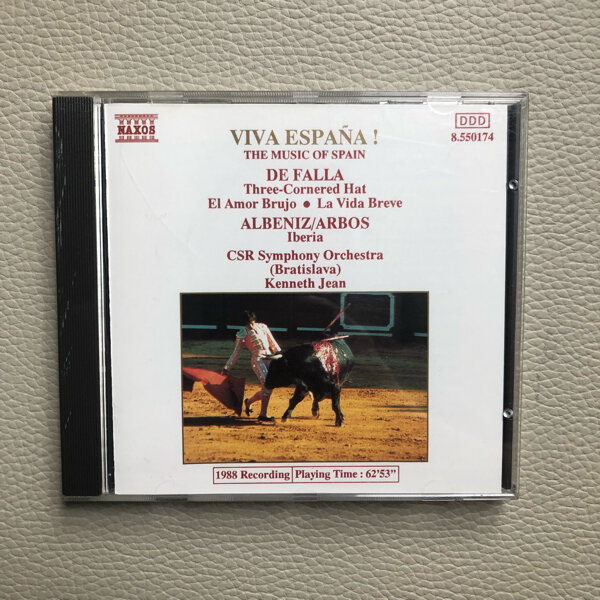 NAXOS
DDD
8.550174
VIVA ESPAÑA !
THE MUSIC OF SPAIN
DE FALLA
Three-Cornered Hat
El Amor Brujo • La Vida Breve
ALBENIZ/ARBOS
Iberia
CSR Symphony Orchestra
(Bratislava)
Kenneth Jean
1988 Recording Playing Time : 62'53"